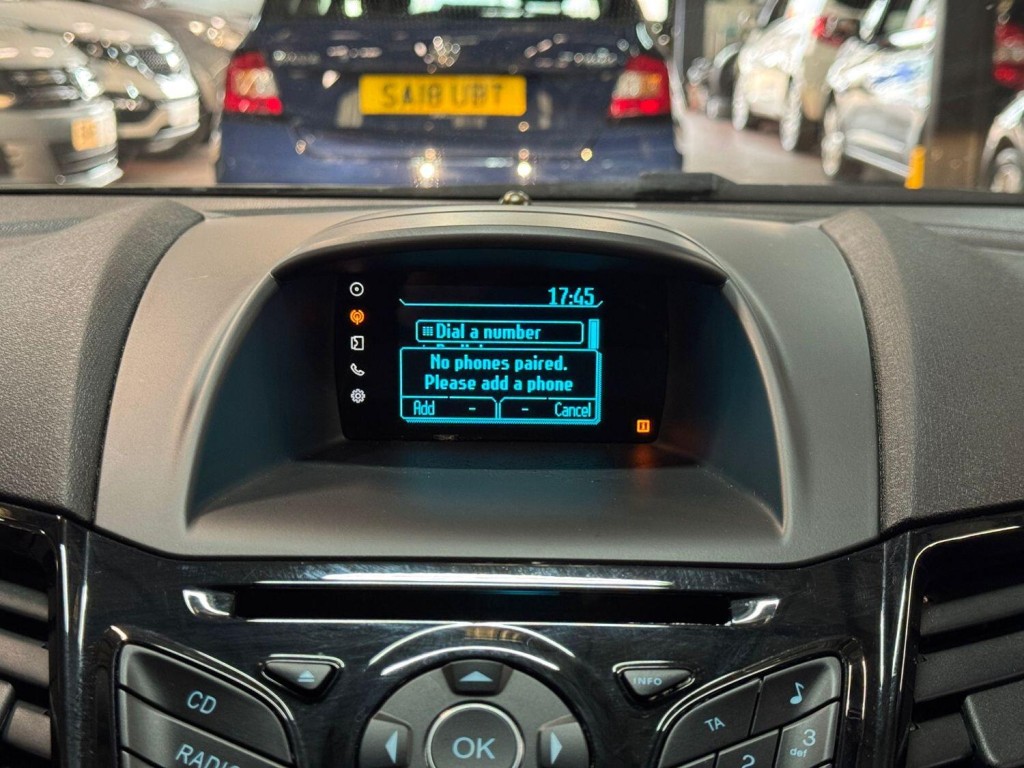 SA18 UBT
17:45
Dial a number
No phones paired.
Please add a phone
Add - - Cancel
CD
INFO
TA
RADIO
OK
2
3
def